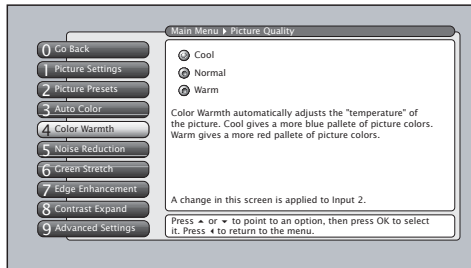 Main Menu ▶ Picture Quality
0 Go Back
1 Picture Settings
2 Picture Presets
3 Auto Color
4 Color Warmth
5 Noise Reduction
6 Green Stretch
7 Edge Enhancement
8 Contrast Expand
9 Advanced Settings
Cool
Normal
Warm
Color Warmth automatically adjusts the "temperature" of
the picture. Cool gives a more blue pallete of picture colors.
Warm gives a more red pallete of picture colors.
A change in this screen is applied to Input 2.
Press ▲ or ▼ to point to an option, then press OK to select
it. Press ◀ to return to the menu.